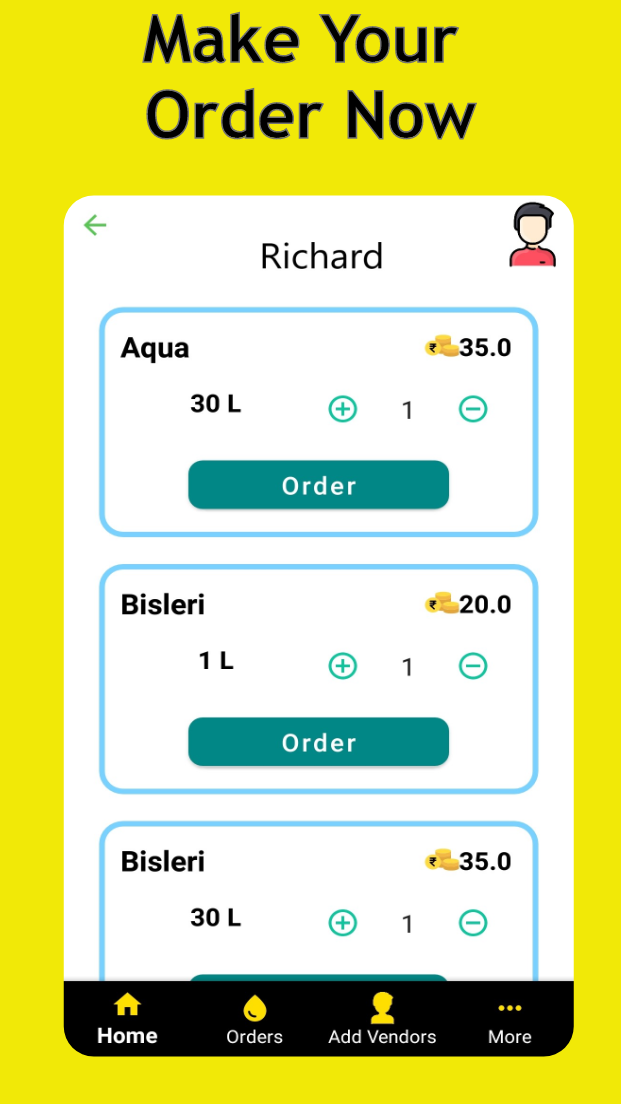 Make Your
Order Now
Richard
Aqua ₹ 35.0
30 L 1
Order
Bisleri ₹ 20.0
1 L 1
Order
Bisleri ₹ 35.0
30 L 1
Home Orders Add Vendors More